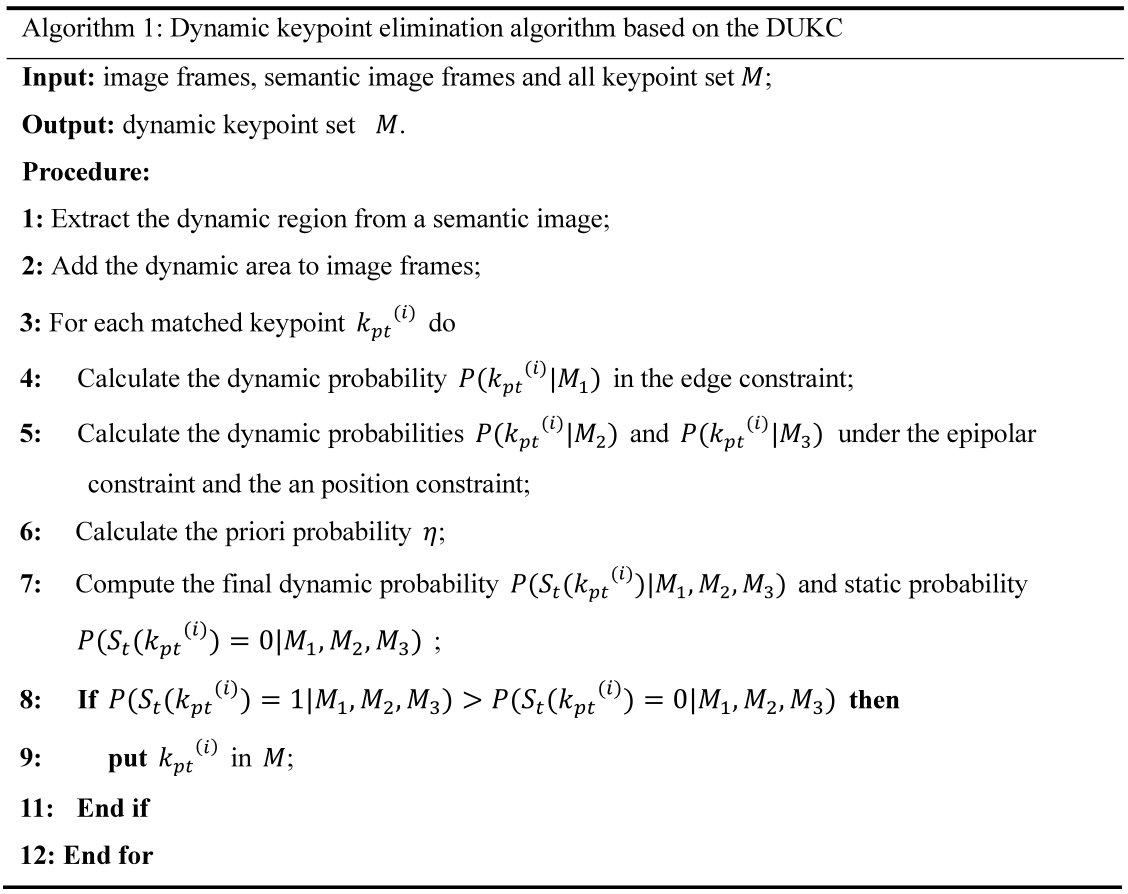 Algorithm 1: Dynamic keypoint elimination algorithm based on the DUKC
Input: image frames, semantic image frames and all keypoint set M;
Output: dynamic keypoint set M.
Procedure:
1: Extract the dynamic region from a semantic image;
2: Add the dynamic area to image frames;
3: For each matched keypoint k_{pt}^{(i)} do
4: Calculate the dynamic probability P(k_{pt}^{(i)}|M_1) in the edge constraint;
5: Calculate the dynamic probabilities P(k_{pt}^{(i)}|M_2) and P(k_{pt}^{(i)}|M_3) under the epipolar
constraint and the an position constraint;
6: Calculate the priori probability η;
7: Compute the final dynamic probability P(S_t(k_{pt}^{(i)})|M_1, M_2, M_3) and static probability
P(S_t(k_{pt}^{(i)}) = 0|M_1, M_2, M_3) ;
8: If P(S_t(k_{pt}^{(i)}) = 1|M_1, M_2, M_3) > P(S_t(k_{pt}^{(i)}) = 0|M_1, M_2, M_3) then
9: put k_{pt}^{(i)} in M;
11: End if
12: End for